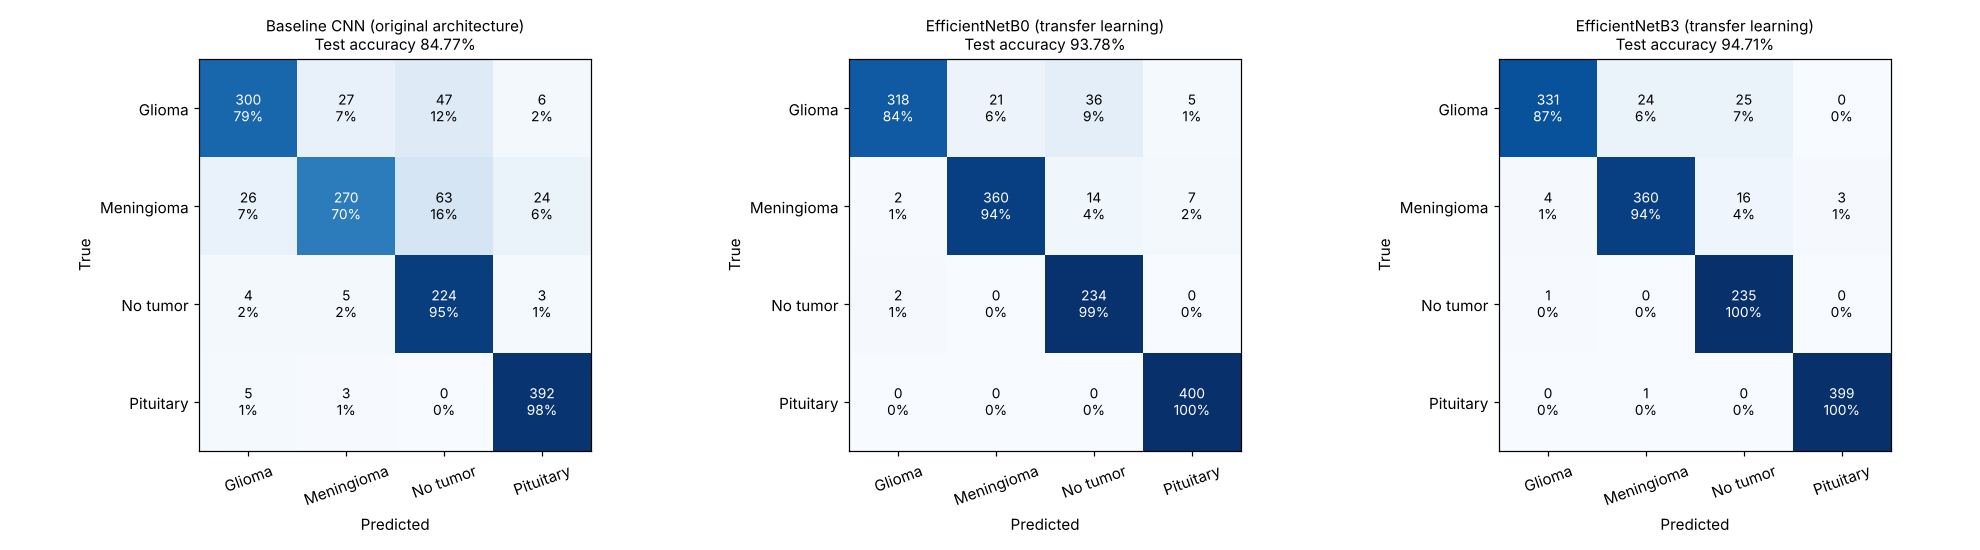 Baseline CNN (original architecture)
Test accuracy 84.77%
Glioma
300
27
47
6
79%
7%
12%
2%
Meningioma
26
270
63
24
7%
70%
16%
6%
No tumor
4
5
224
3
2%
2%
95%
1%
Pituitary
5
3
0
392
1%
1%
0%
98%
True
Glioma
Meningioma
No tumor
Pituitary
Predicted
EfficientNetB0 (transfer learning)
Test accuracy 93.78%
Glioma
318
21
36
5
84%
6%
9%
1%
Meningioma
2
360
14
7
1%
94%
4%
2%
No tumor
2
0
234
0
1%
0%
99%
0%
Pituitary
0
0
0
400
0%
0%
0%
100%
True
Glioma
Meningioma
No tumor
Pituitary
Predicted
EfficientNetB3 (transfer learning)
Test accuracy 94.71%
Glioma
331
24
25
0
87%
6%
7%
0%
Meningioma
4
360
16
3
1%
94%
4%
1%
No tumor
1
0
235
0
0%
0%
100%
0%
Pituitary
0
1
0
399
0%
0%
0%
100%
True
Glioma
Meningioma
No tumor
Pituitary
Predicted